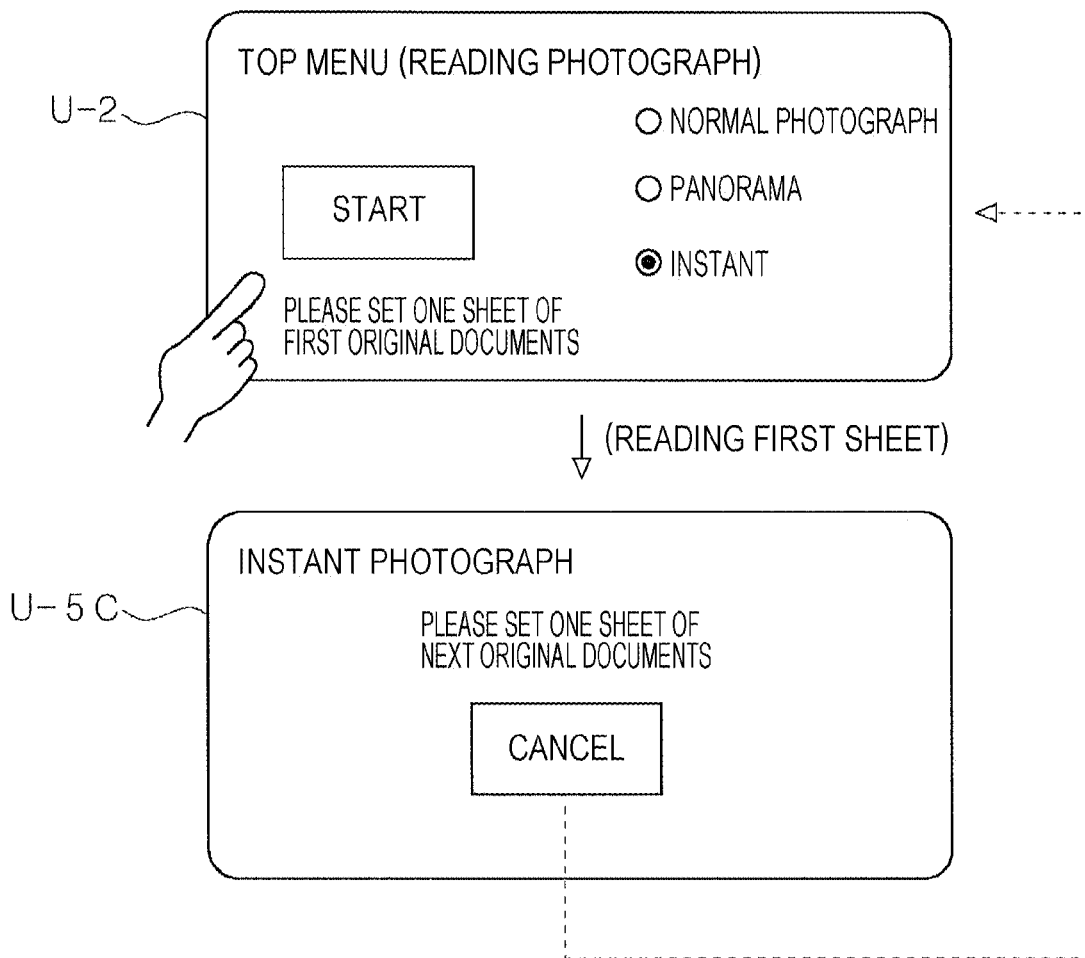 TOP MENU (READING PHOTOGRAPH)
U-2
NORMAL PHOTOGRAPH
START
PANORAMA
INSTANT
PLEASE SET ONE SHEET OF
FIRST ORIGINAL DOCUMENTS
(READING FIRST SHEET)
INSTANT PHOTOGRAPH
U-5C
PLEASE SET ONE SHEET OF
NEXT ORIGINAL DOCUMENTS
CANCEL